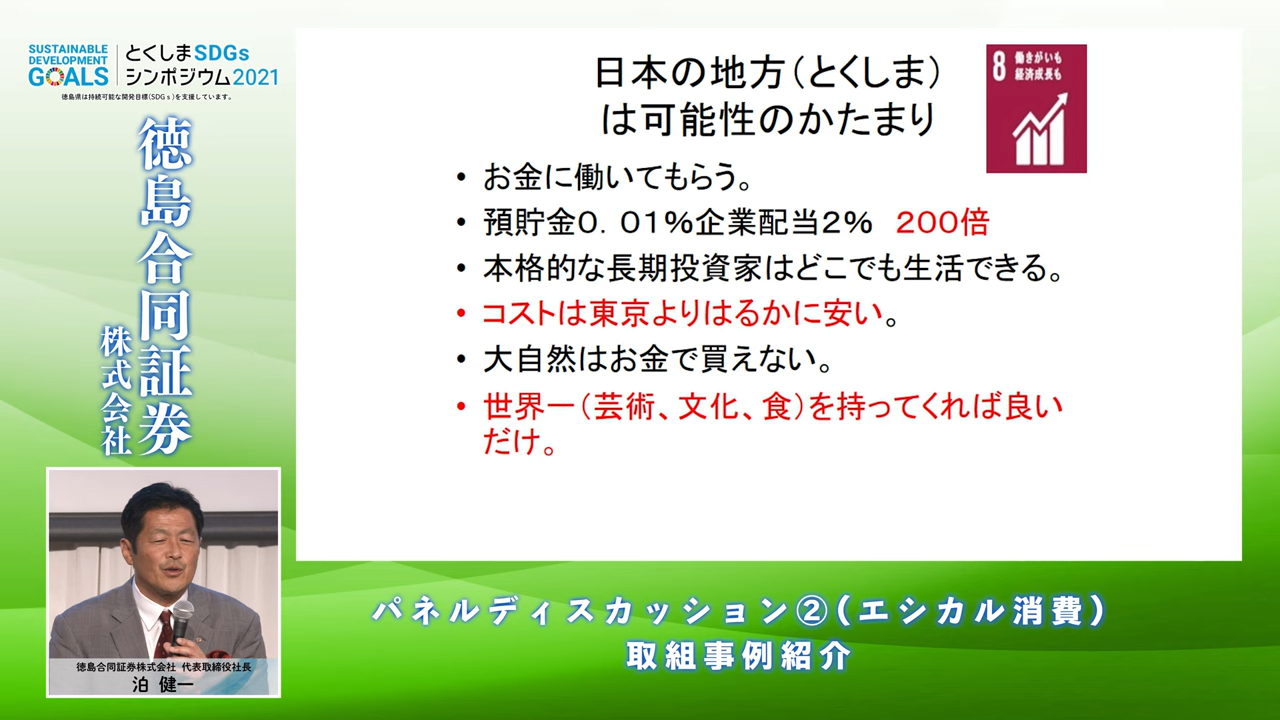 SUSTAINABLE
DEVELOPMENT
GOALS
とくしまSDGs
シンポジウム2021
徳島県は持続可能な開発目標(SDGs)を支援しています。
徳島合同証券
株式会社
日本の地方（とくしま）
は可能性のかたまり
8 働きがいも
経済成長も
• お金に働いてもらう。
• 預貯金０．０１％企業配当２％　２００倍
• 本格的な長期投資家はどこでも生活できる。
• コストは東京よりはるかに安い。
• 大自然はお金で買えない。
• 世界一（芸術、文化、食）を持ってくれば良い
だけ。
徳島合同証券株式会社 代表取締役社長
泊 健一
パネルディスカッション②(エシカル消費)
取組事例紹介